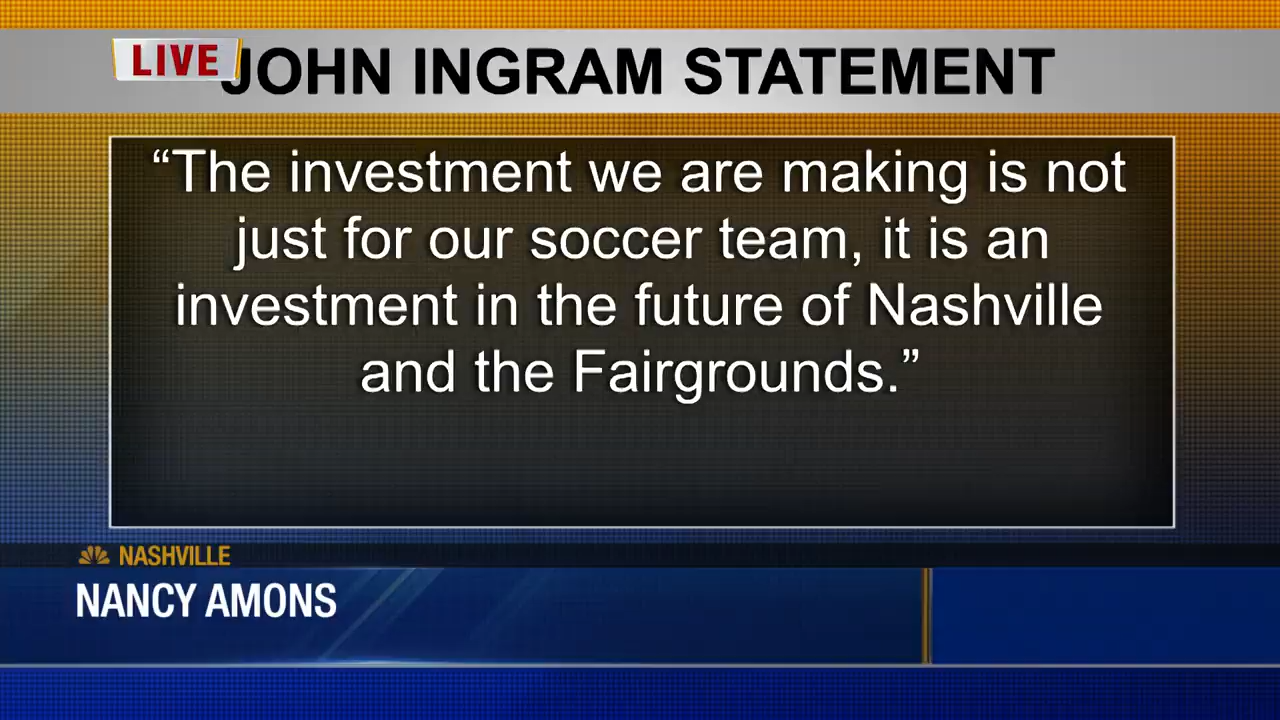 LIVE
JOHN INGRAM STATEMENT
“The investment we are making is not
just for our soccer team, it is an
investment in the future of Nashville
and the Fairgrounds.”
NASHVILLE
NANCY AMONS